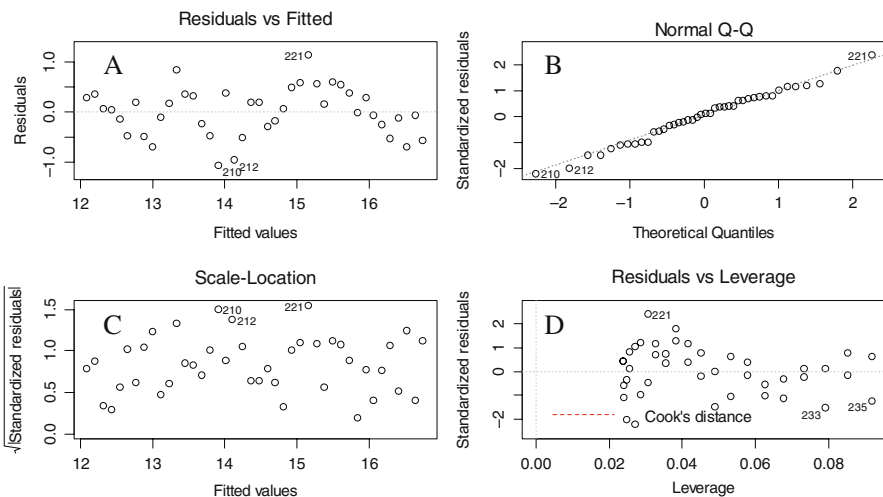 Residuals vs Fitted
A
Residuals
1.0
0.0
−1.0
221
210
212
12 13 14 15 16
Fitted values
Normal Q-Q
B
Standardized residuals
2
0
−2
221
210
212
−2 −1 0 1 2
Theoretical Quantiles
Scale-Location
C
√|Standardized residuals|
1.5
1.0
0.5
0.0
210
212
221
12 13 14 15 16
Fitted values
Residuals vs Leverage
D
Standardized residuals
2
1
0
−2
221
Cook's distance
233
235
0.00 0.02 0.04 0.06 0.08
Leverage